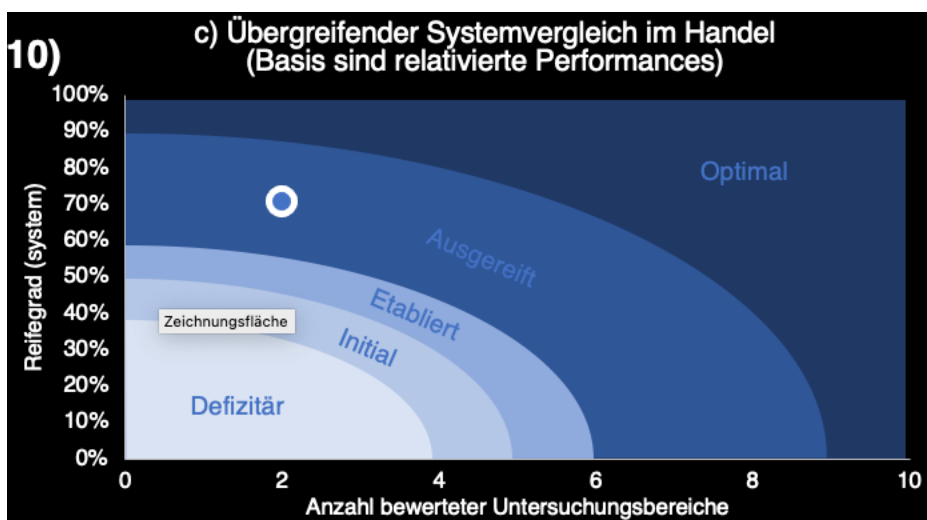 10)
c) Übergreifender Systemvergleich im Handel
(Basis sind relativierte Performances)
Reifegrad (system)
100%
90%
80%
70%
60%
50%
40%
30%
20%
10%
0%
Optimal
Ausgereift
Etabliert
Zeichnungsfläche
Initial
Defizitär
0
2
4
6
8
10
Anzahl bewerteter Untersuchungsbereiche